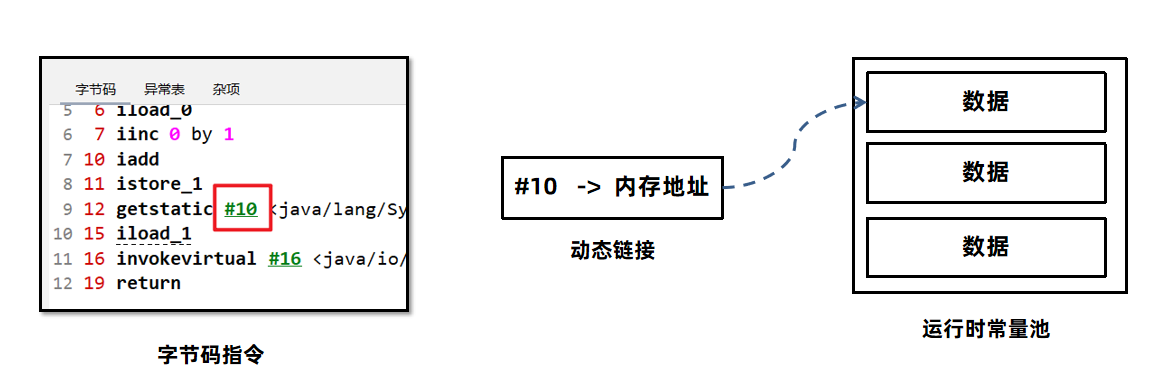 字节码 异常表 杂项
5 6 iload_0
6 7 iinc 0 by 1
7 10 iadd
8 11 istore_1
9 12 getstatic #10 <java/lang/Sy
10 15 iload_1
11 16 invokevirtual #16 <java/io/
12 19 return
字节码指令
#10 -> 内存地址
动态链接
数据
数据
数据
运行时常量池